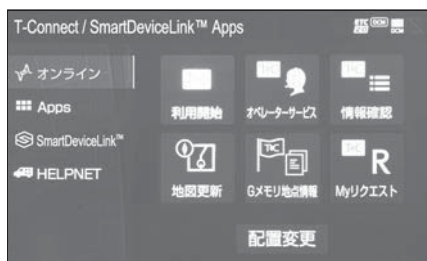 T-Connect / SmartDeviceLink™ Apps
オンライン
Apps
SmartDeviceLink™
HELPNET
利用開始
オペレーターサービス
情報確認
地図更新
Gメモリ地点情報
Myリクエスト
配置変更